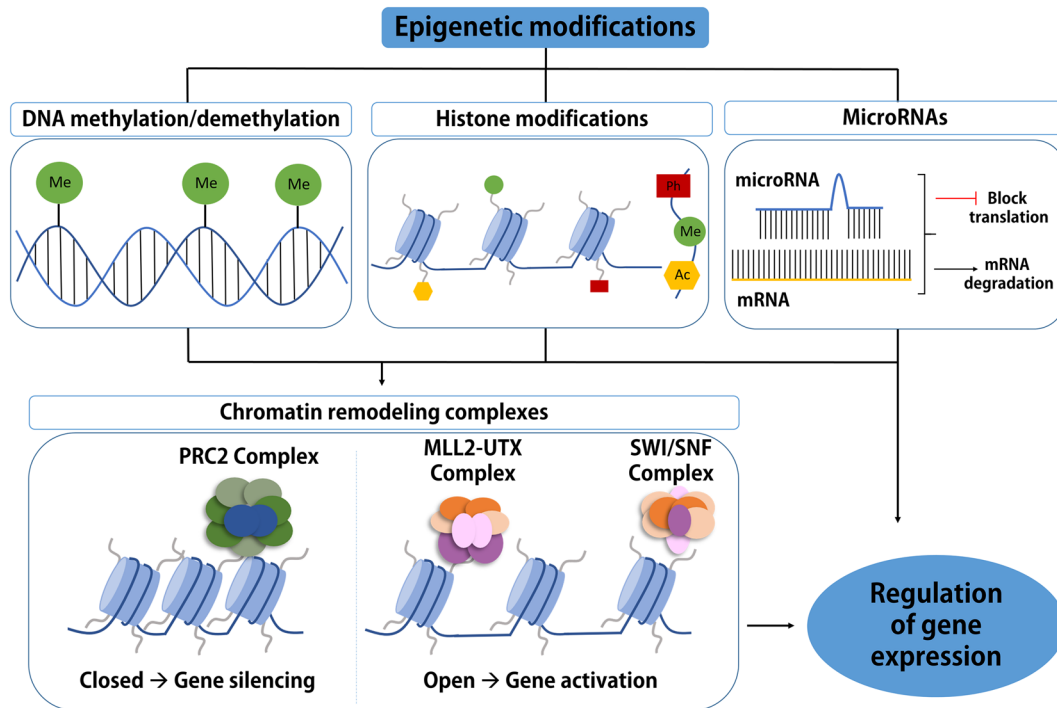 Epigenetic modifications
DNA methylation/demethylation
Me
Me
Me
Histone modifications
Ph
Me
Ac
MicroRNAs
microRNA
mRNA
Block
translation
mRNA
degradation
Chromatin remodeling complexes
PRC2 Complex
MLL2-UTX
Complex
SWI/SNF
Complex
Closed → Gene silencing
Open → Gene activation
Regulation
of gene
expression